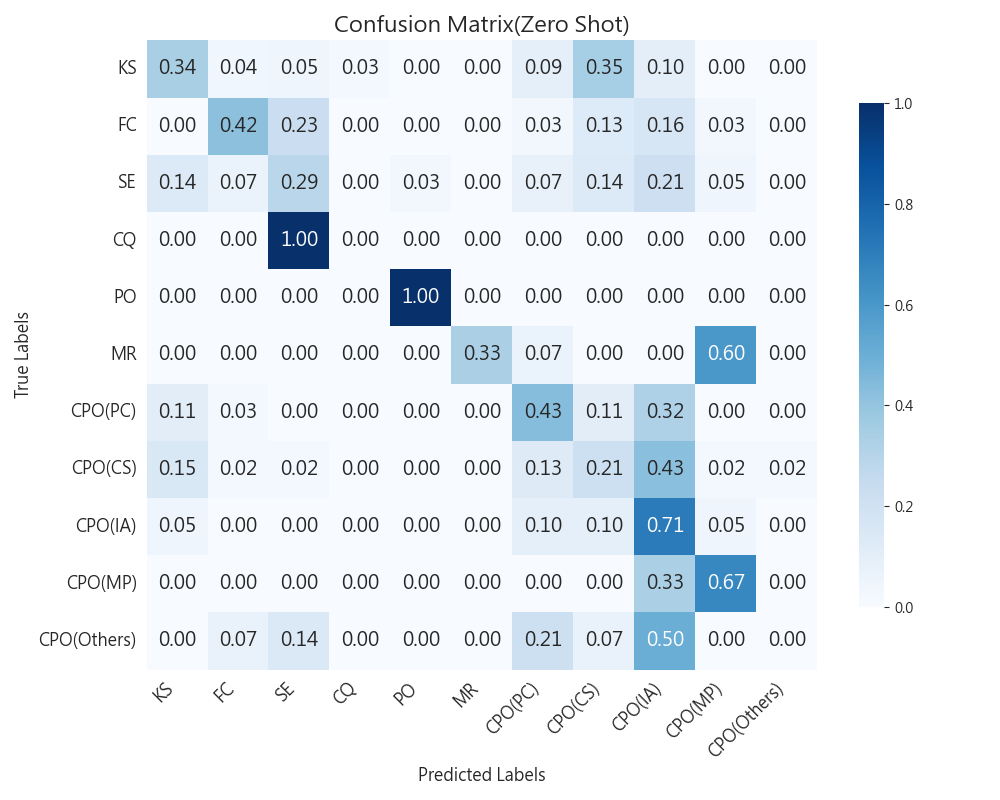 Confusion Matrix(Zero Shot)
KS 0.34 0.04 0.05 0.03 0.00 0.00 0.09 0.35 0.10 0.00 0.00
FC 0.00 0.42 0.23 0.00 0.00 0.00 0.03 0.13 0.16 0.03 0.00
SE 0.14 0.07 0.29 0.00 0.03 0.00 0.07 0.14 0.21 0.05 0.00
CQ 0.00 0.00 1.00 0.00 0.00 0.00 0.00 0.00 0.00 0.00 0.00
PO 0.00 0.00 0.00 0.00 1.00 0.00 0.00 0.00 0.00 0.00 0.00
MR 0.00 0.00 0.00 0.00 0.00 0.33 0.07 0.00 0.00 0.60 0.00
CPO(PC) 0.11 0.03 0.00 0.00 0.00 0.00 0.43 0.11 0.32 0.00 0.00
CPO(CS) 0.15 0.02 0.02 0.00 0.00 0.00 0.13 0.21 0.43 0.02 0.02
CPO(IA) 0.05 0.00 0.00 0.00 0.00 0.00 0.10 0.10 0.71 0.05 0.00
CPO(MP) 0.00 0.00 0.00 0.00 0.00 0.00 0.00 0.00 0.33 0.67 0.00
CPO(Others) 0.00 0.07 0.14 0.00 0.00 0.00 0.21 0.07 0.50 0.00 0.00
KS FC SE CQ PO MR CPO(PC) CPO(CS) CPO(IA) CPO(MP) CPO(Others)
Predicted Labels
True Labels
1.0
0.8
0.6
0.4
0.2
0.0